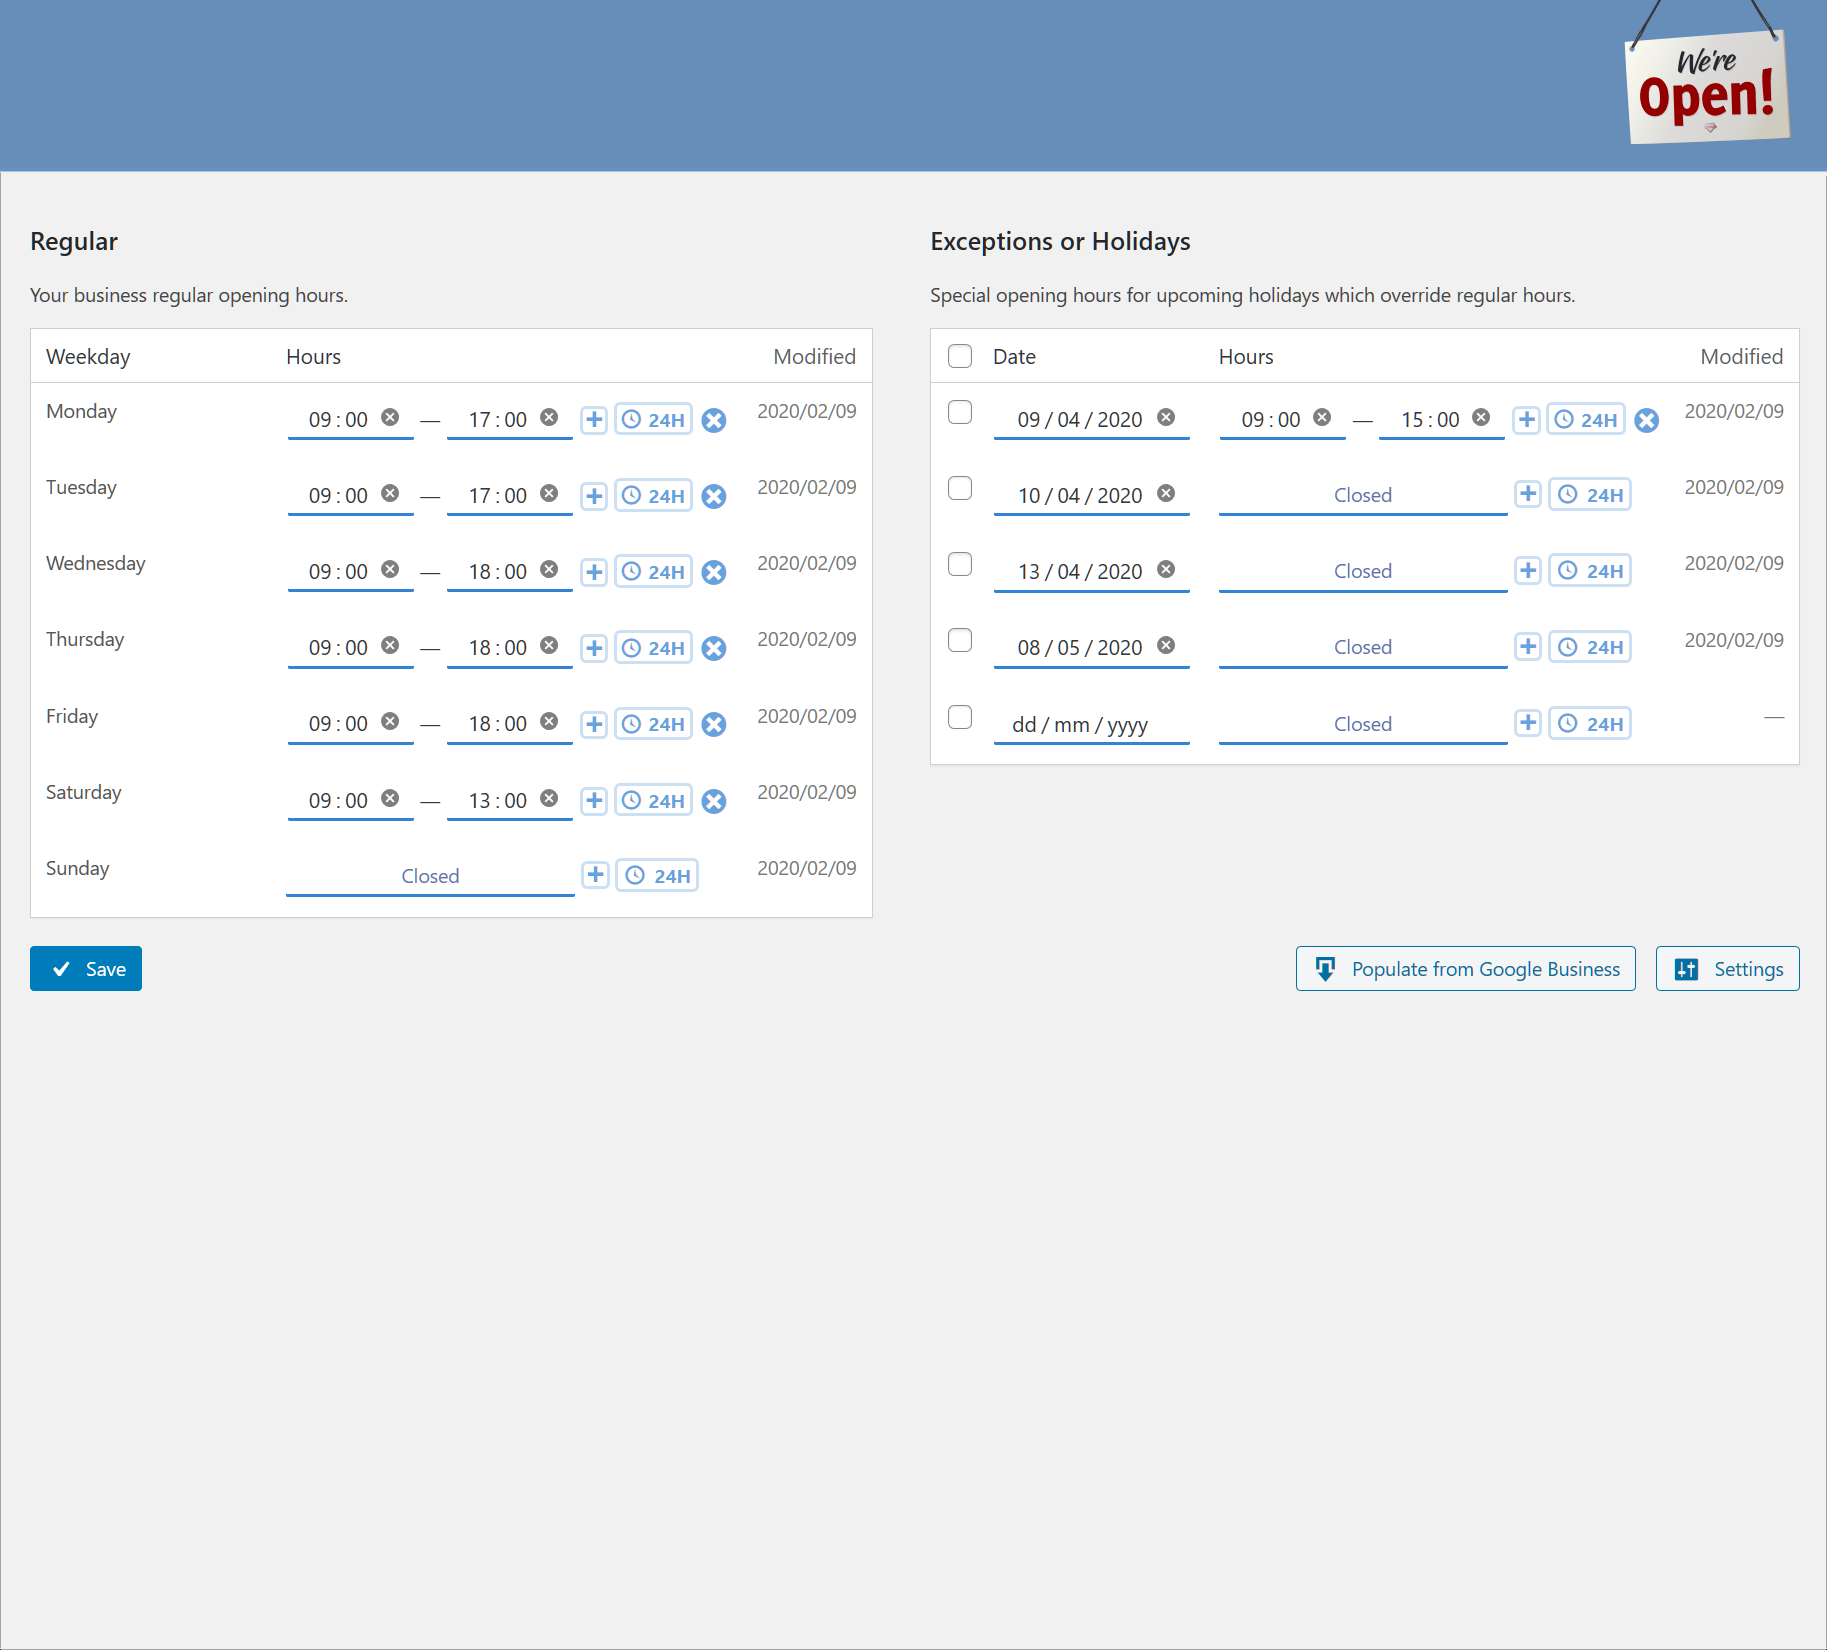 We're
Open!
Regular
Your business regular opening hours.
Weekday Hours Modified
Monday 09:00 — 17:00 24H 2020/02/09
Tuesday 09:00 — 17:00 24H 2020/02/09
Wednesday 09:00 — 18:00 24H 2020/02/09
Thursday 09:00 — 18:00 24H 2020/02/09
Friday 09:00 — 18:00 24H 2020/02/09
Saturday 09:00 — 13:00 24H 2020/02/09
Sunday Closed 24H 2020/02/09
Exceptions or Holidays
Special opening hours for upcoming holidays which override regular hours.
Date Hours Modified
09/04/2020 09:00 — 15:00 24H 2020/02/09
10/04/2020 Closed 24H 2020/02/09
13/04/2020 Closed 24H 2020/02/09
08/05/2020 Closed 24H 2020/02/09
dd/mm/yyyy Closed 24H —
Save
Populate from Google Business
Settings